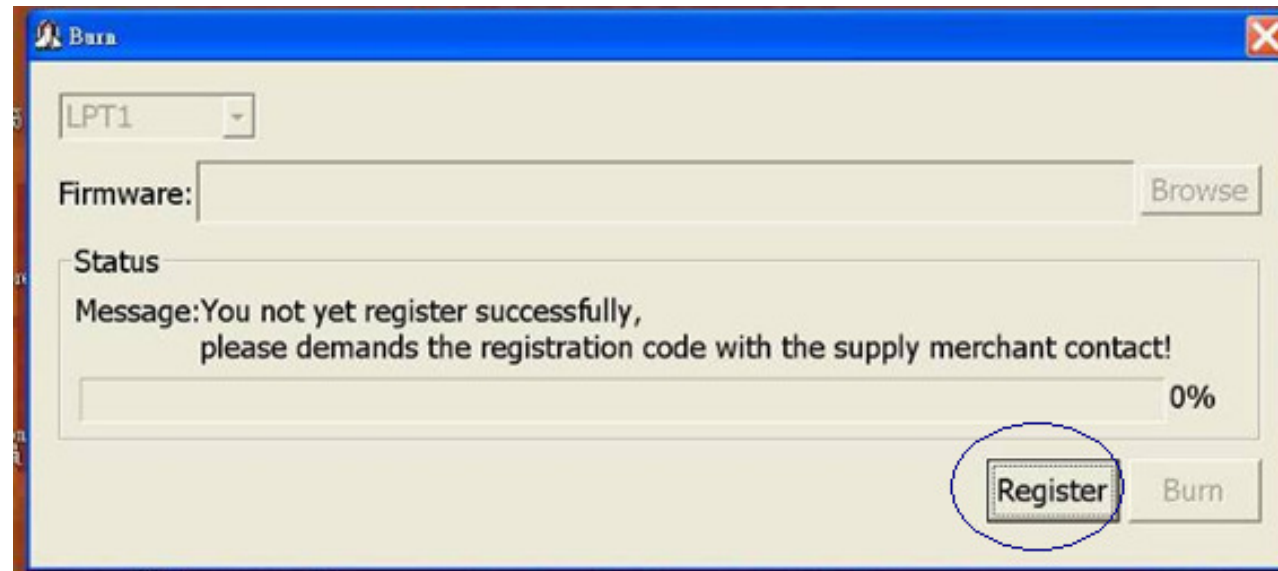 Burn
LPT1
Firmware:
Browse
Status
Message:You not yet register successfully,
please demands the registration code with the supply merchant contact!
0%
Register
Burn